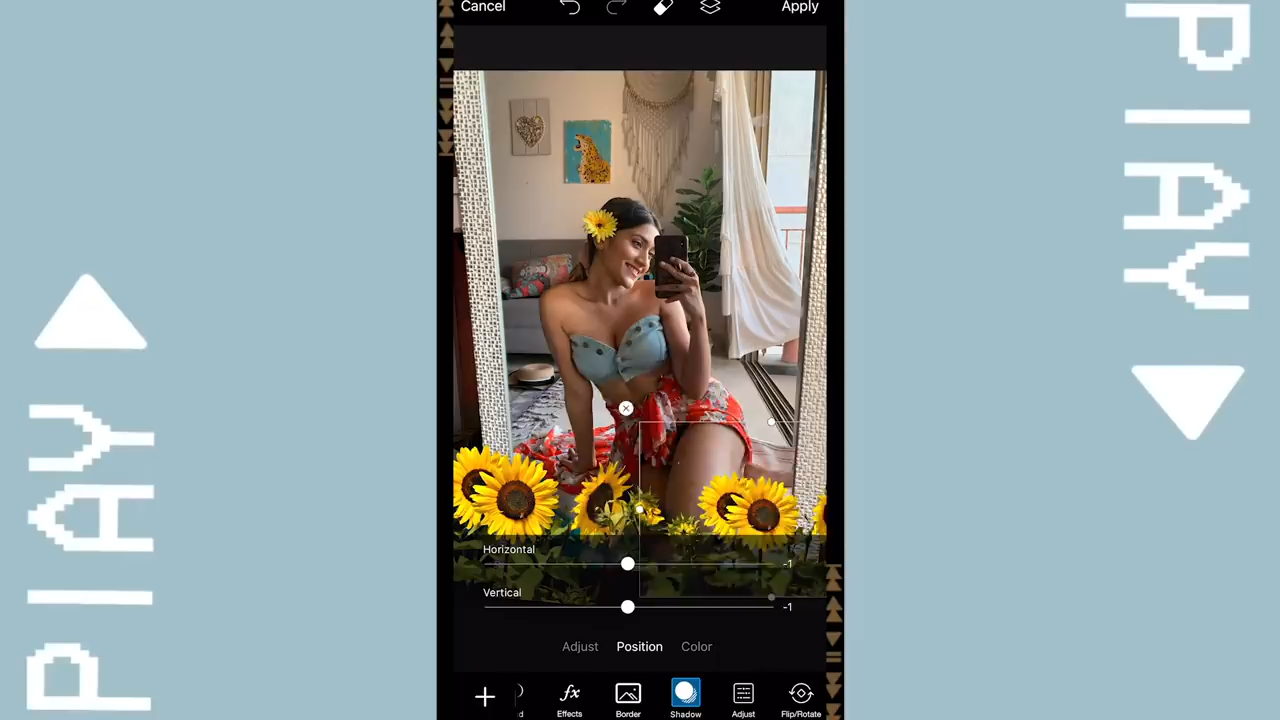 Cancel
Apply
PLAY
PLAY
Horizontal
-1
Vertical
-1
Adjust
Position
Color
d
Effects
Border
Shadow
Adjust
Flip/Rotate